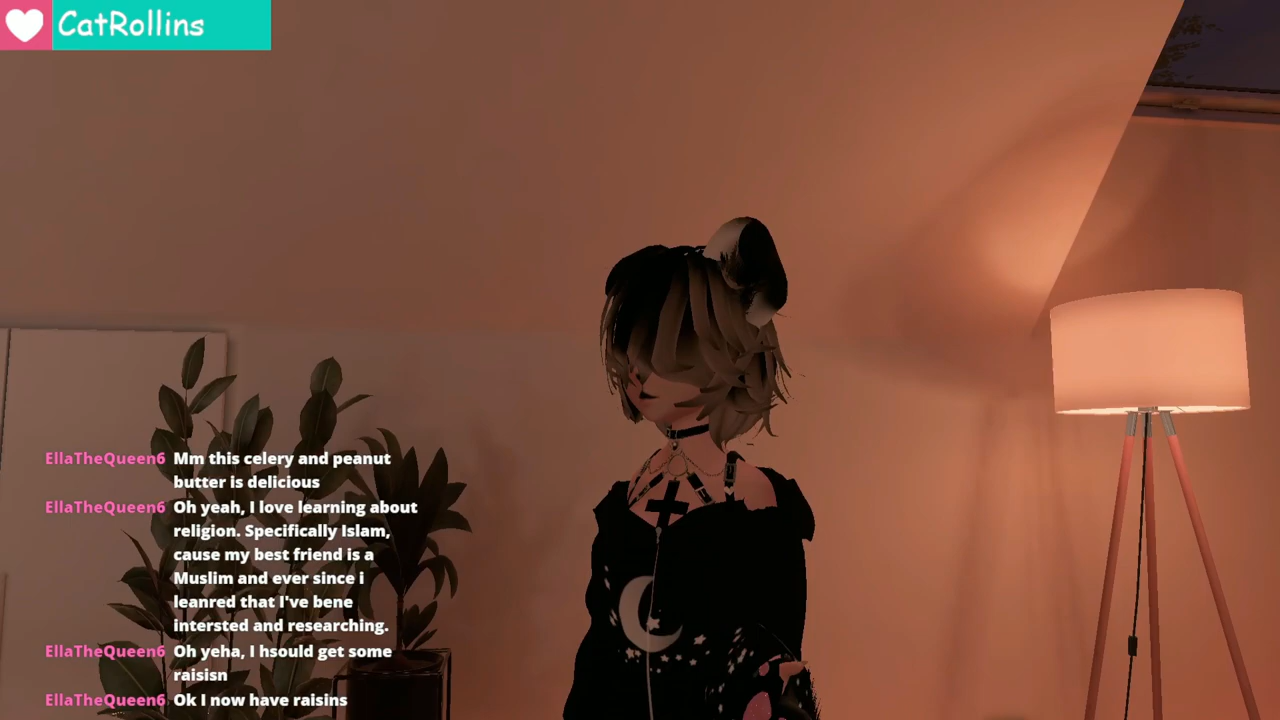 CatRollins
EllaTheQueen6 Mm this celery and peanut
butter is delicious
EllaTheQueen6 Oh yeah, I love learning about
religion. Specifically Islam,
cause my best friend is a
Muslim and ever since i
leanred that I've bene
intersted and researching.
EllaTheQueen6 Oh yeha, I hsould get some
raisisn
EllaTheQueen6 Ok I now have raisins